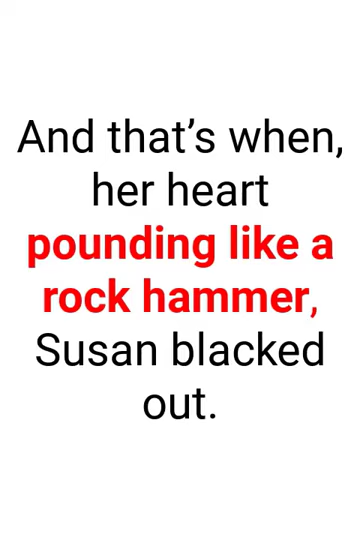 And that’s when,
her heart
pounding like a
rock hammer,
Susan blacked
out.